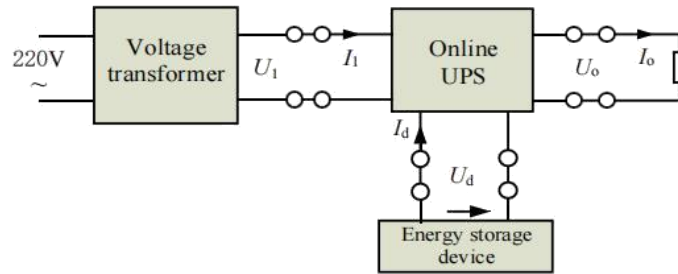 220V
~
Voltage
transformer
U1
I1
Online
UPS
Uo
Io
Id
Ud
Energy storage
device